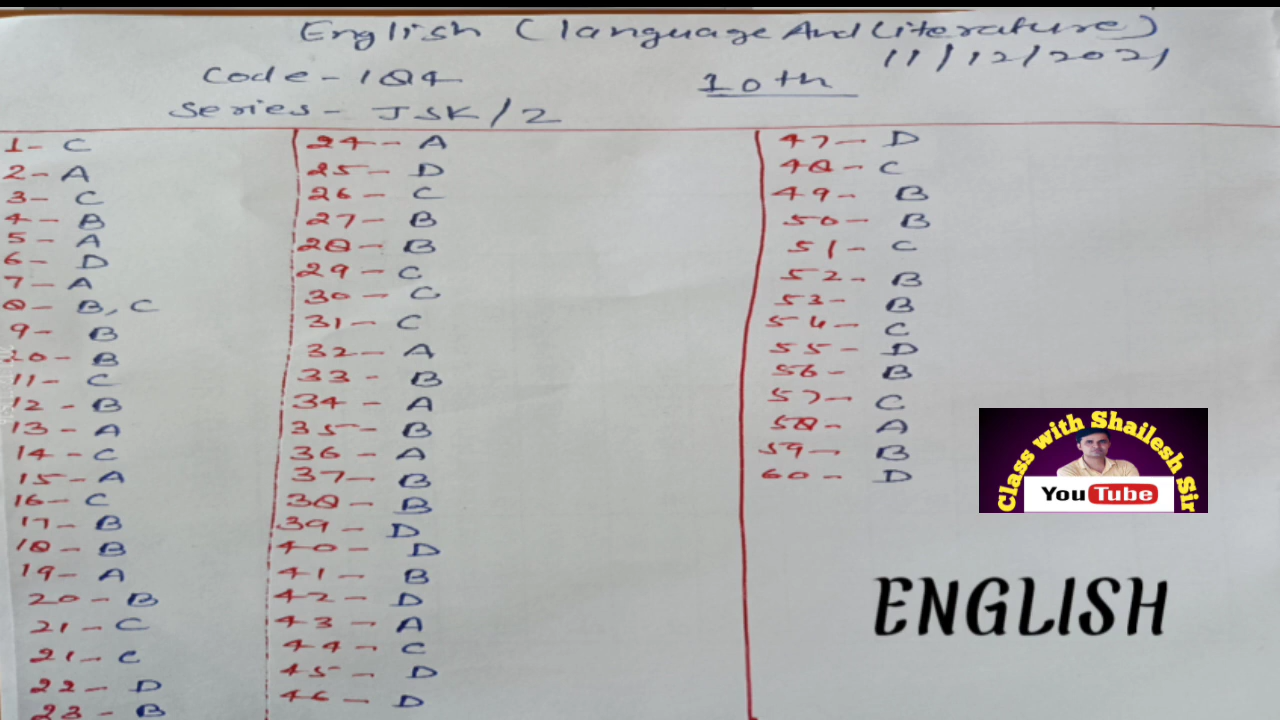 English (language And Literature)
11/12/2021
Code - 184
10th
Series - JSK/2
1- C
2- A
3- C
4- B
5- A
6- D
7- A
8- B, C
9- B
10- B
11- C
12- B
13- A
14- C
15- A
16- C
17- B
18- B
19- A
20- B
21- C
21- C
22- D
23- B
24- A
25- D
26- C
27- B
28- B
29- C
30- C
31- C
32- A
33- B
34- A
35- B
36- A
37- B
38- B
39- D
40- D
41- B
42- D
43- A
44- C
45- D
46- D
47- D
48- C
49- B
50- B
51- C
52- B
53- B
54- C
55- D
56- B
57- C
58- A
59- B
60- D
Class with Shailesh Sir
YouTube
ENGLISH